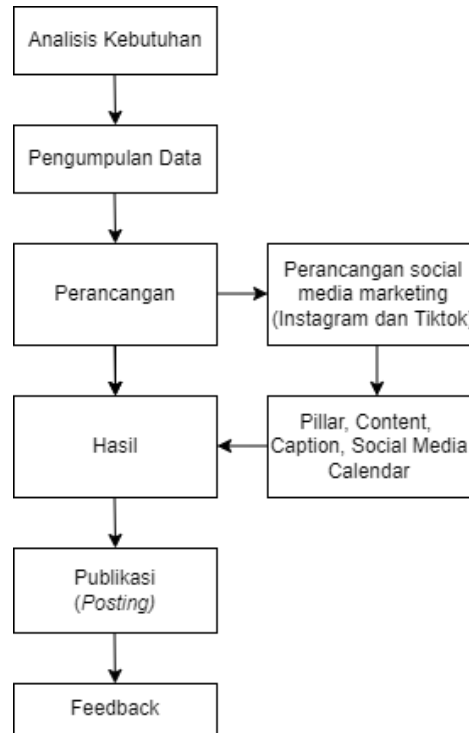 Analisis Kebutuhan
Pengumpulan Data
Perancangan
Perancangan social
media marketing
(Instagram dan Tiktok)
Pillar, Content,
Caption, Social Media
Calendar
Hasil
Publikasi
(Posting)
Feedback